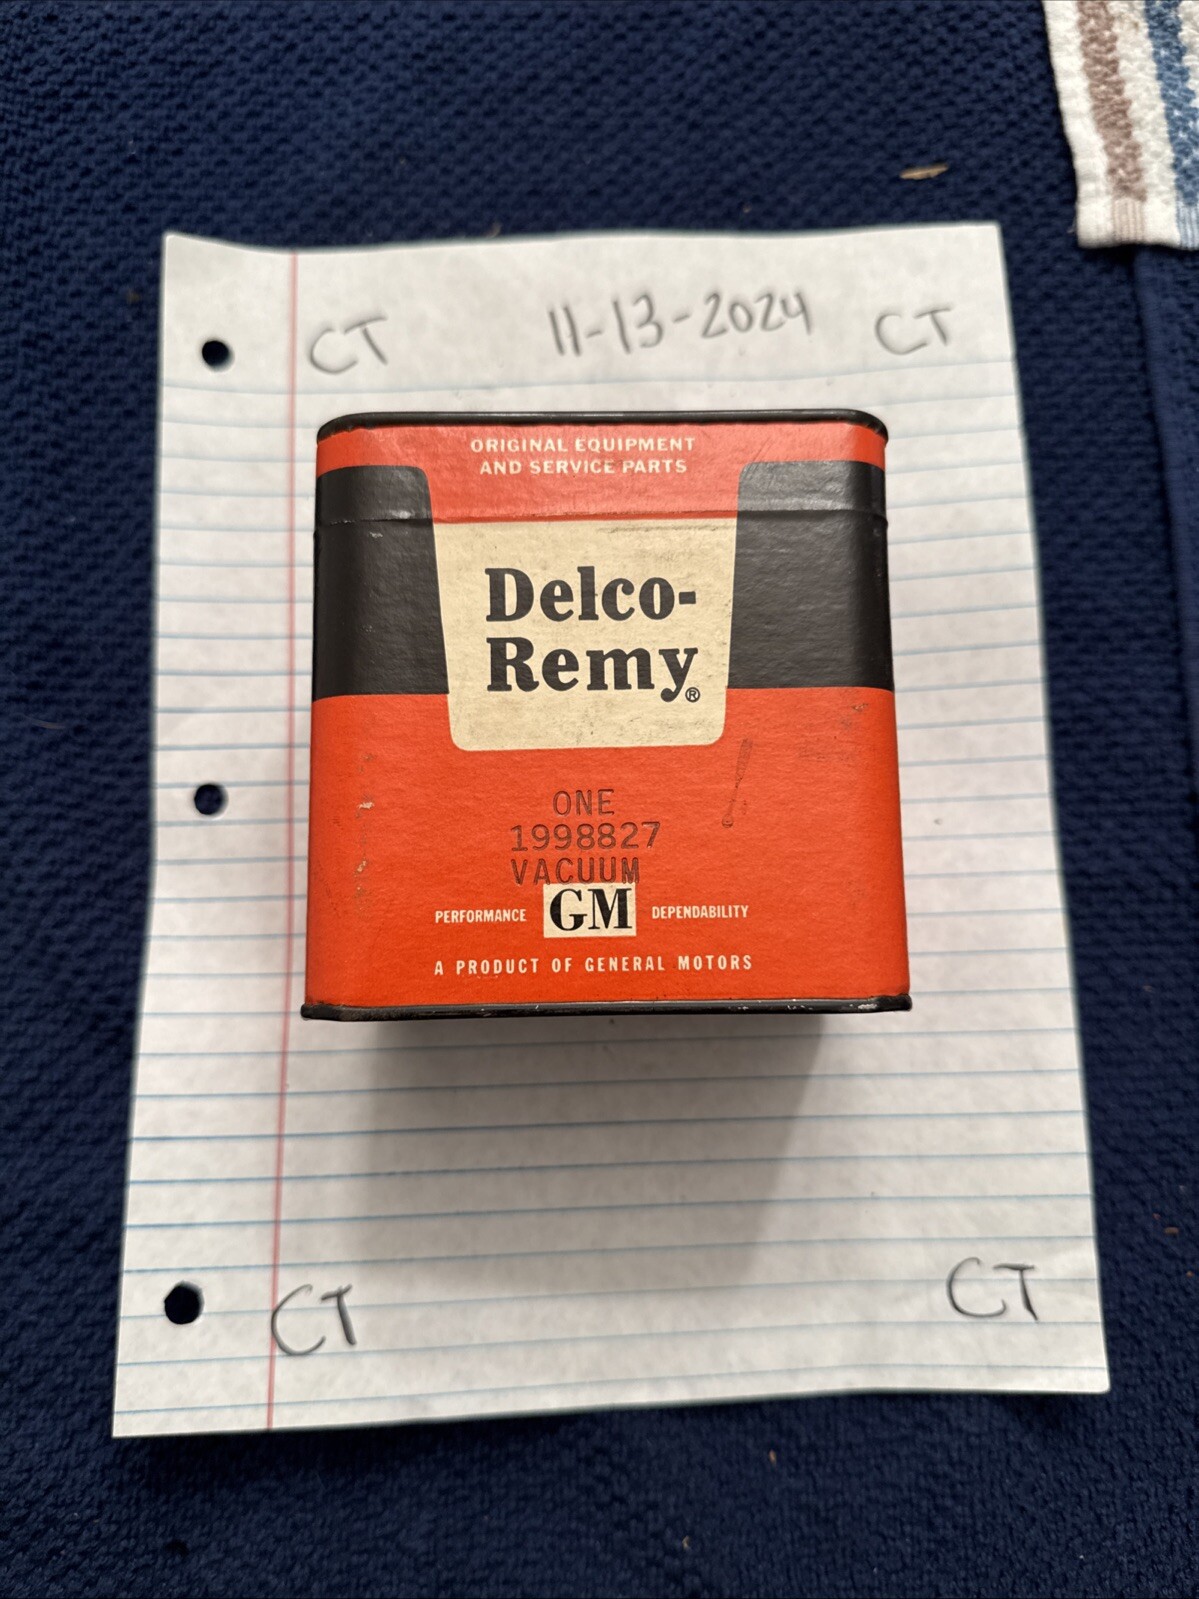 CT 11-13-2024 CT
ORIGINAL EQUIPMENT
AND SERVICE PARTS
Delco-
Remy®
ONE
1998827
VACUUM
PERFORMANCE GM DEPENDABILITY
A PRODUCT OF GENERAL MOTORS
CT CT